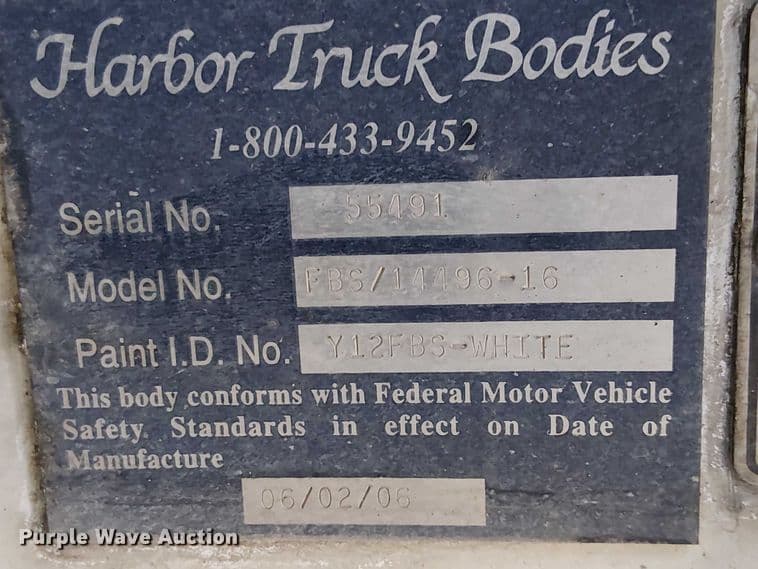 Harbor Truck Bodies
1-800-433-9452
Serial No. 55491
Model No. FBS/14496-16
Paint I.D. No. Y12FBS-WHITE
This body conforms with Federal Motor Vehicle
Safety Standards in effect on Date of
Manufacture
06/02/06
Purple Wave Auction